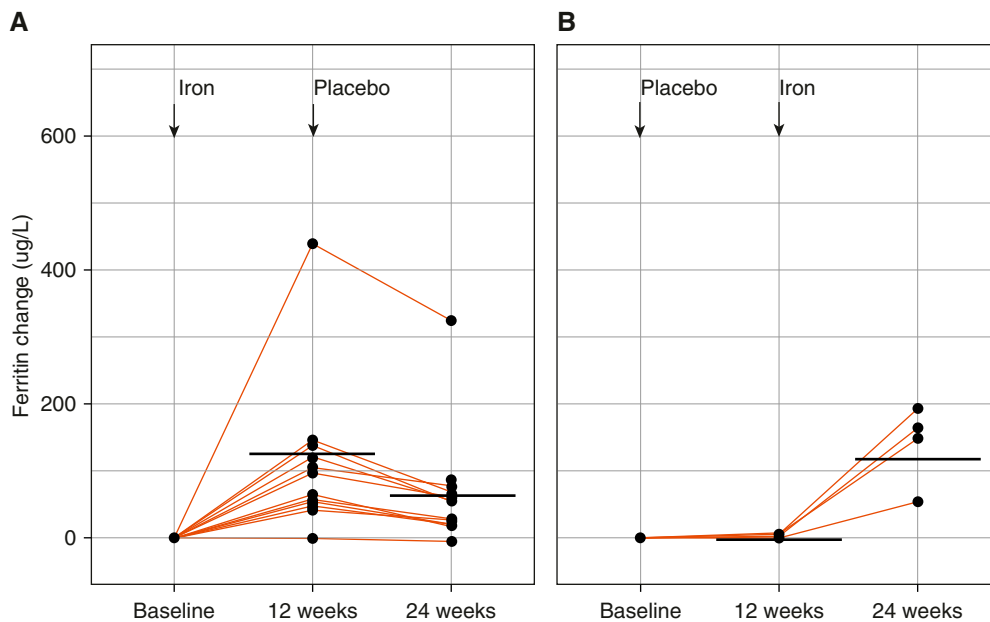 A
B
Iron
Placebo
Placebo
Iron
600
400
200
0
Ferritin change (ug/L)
Baseline
12 weeks
24 weeks
Baseline
12 weeks
24 weeks